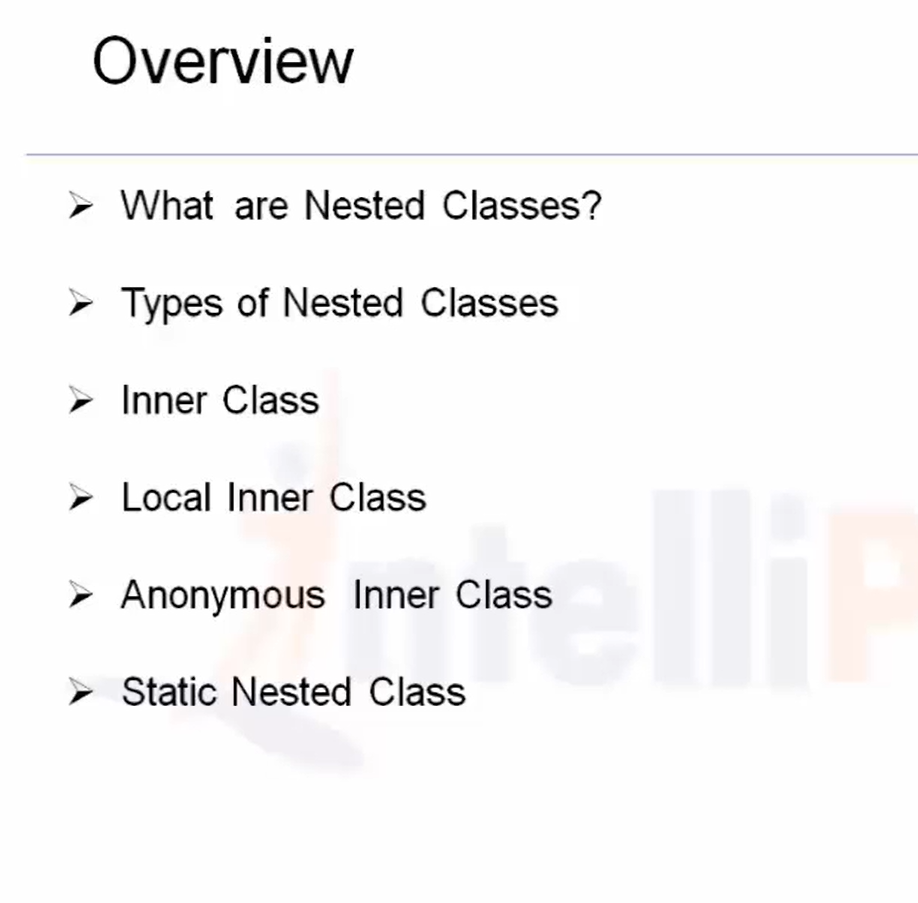 Overview
What are Nested Classes?
Types of Nested Classes
Inner Class
Local Inner Class
Anonymous Inner Class
Static Nested Class
intelliP